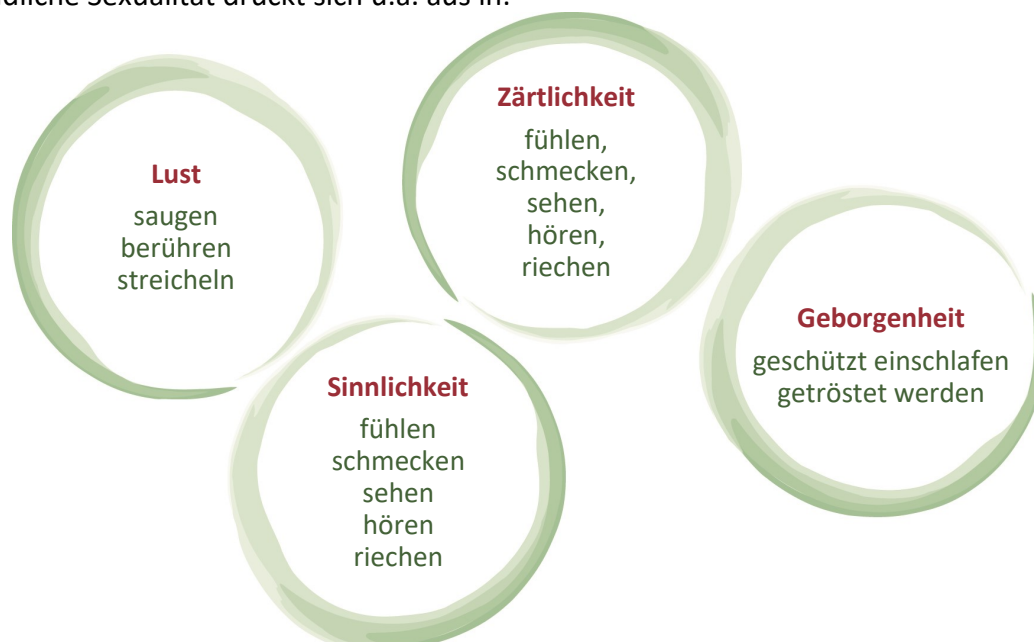 dliche Sexualität drückt sich u.a. aus in:
Lust
saugen
berühren
streicheln
Zärtlichkeit
fühlen,
schmecken,
sehen,
hören,
riechen
Sinnlichkeit
fühlen
schmecken
sehen
hören
riechen
Geborgenheit
geschützt einschlafen
getröstet werden